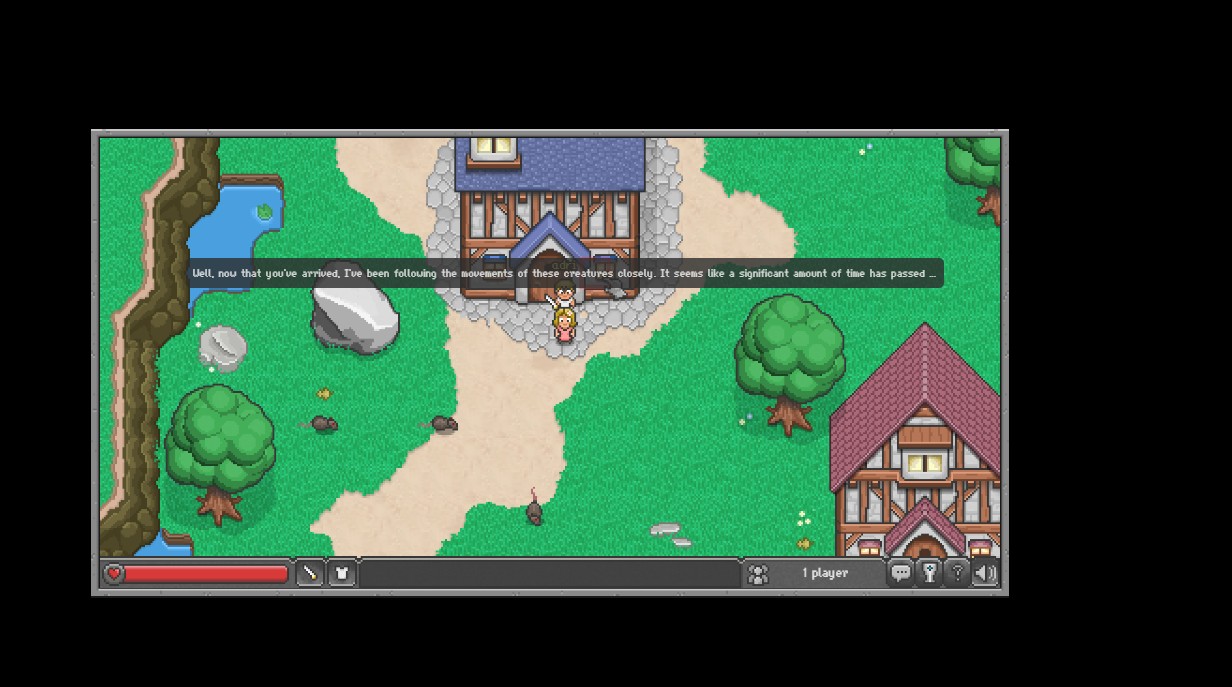 Well, now that you've arrived, I've been following the movements of these creatures closely. It seems like a significant amount of time has passed ...
1 player
?